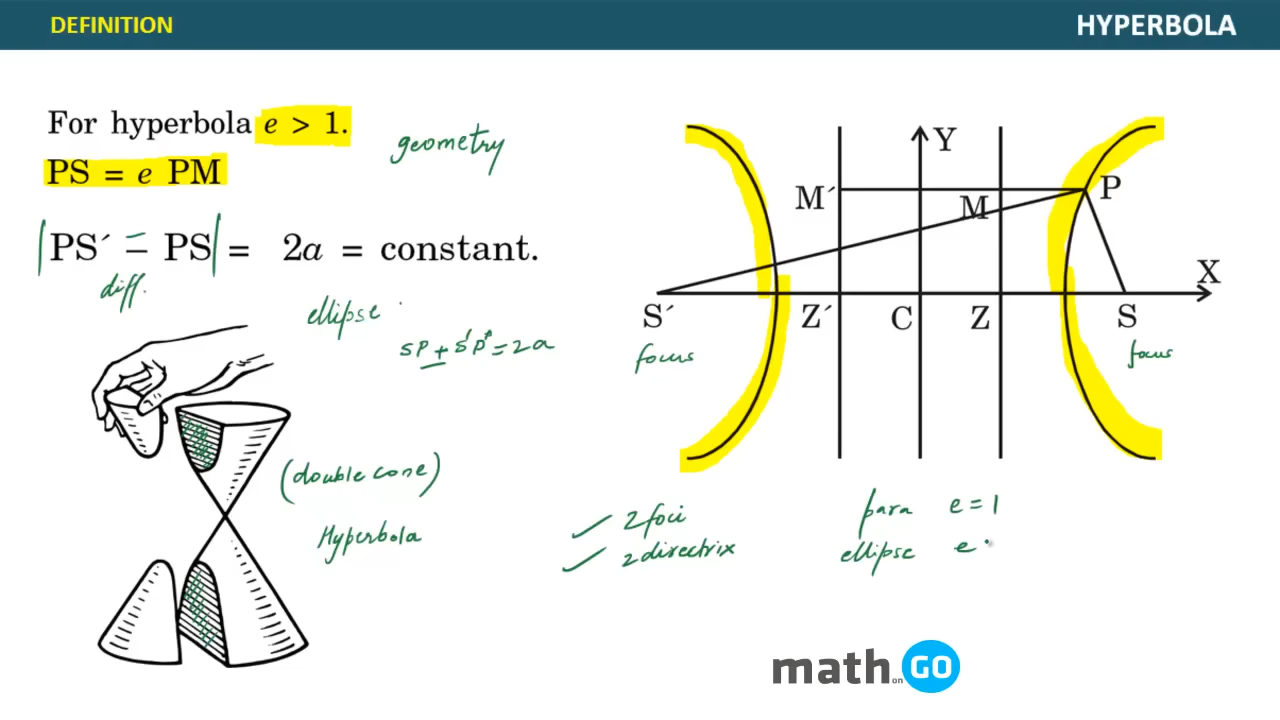 DEFINITION
HYPERBOLA
For hyperbola e > 1.
PS = e PM
geometry
|PS´ – PS| = 2a = constant.
diff.
ellipse
SP + S'P = 2a
(double cone)
Hyperbola
Y
M´
M
P
X
S´
Z´
C
Z
S
focus
focus
2 foci
2 directrix
para e = 1
ellipse e
math on GO